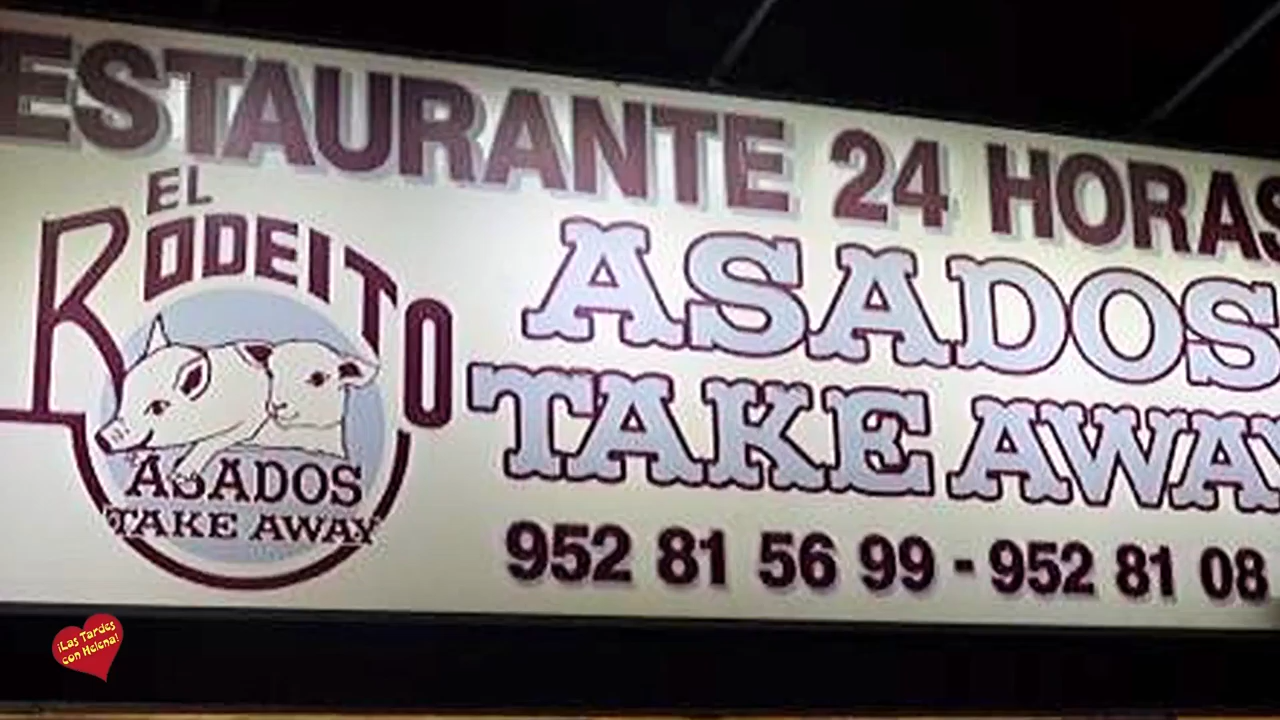 ESTAURANTE 24 HORAS
EL
RODEITO
ASADOS
TAKE AWAY
ASADOS
TAKE AWAY
952 81 56 99 - 952 81 08
¡Las Tardes
con Helena!